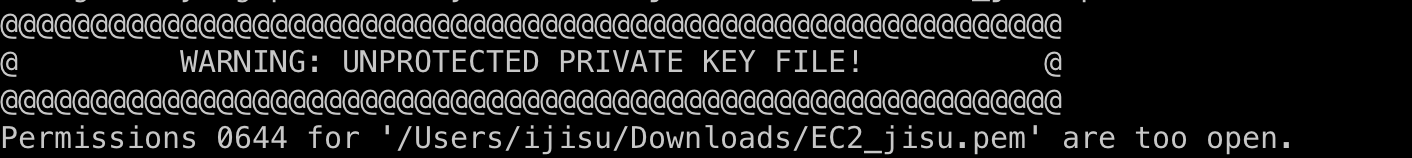 @@@@@@@@@@@@@@@@@@@@@@@@@@@@@@@@@@@@@@@@@@@@@@@@@@@@@@@@@@@
@         WARNING: UNPROTECTED PRIVATE KEY FILE!          @
@@@@@@@@@@@@@@@@@@@@@@@@@@@@@@@@@@@@@@@@@@@@@@@@@@@@@@@@@@@
Permissions 0644 for '/Users/ijisu/Downloads/EC2_jisu.pem' are too open.